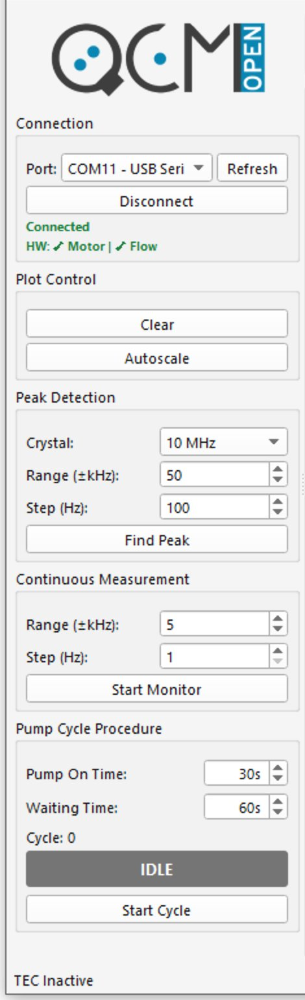 QCM OPEN
Connection
Port: COM11 - USB Seri Refresh
Disconnect
Connected
HW: ✓ Motor | ✓ Flow
Plot Control
Clear
Autoscale
Peak Detection
Crystal: 10 MHz
Range (±kHz): 50
Step (Hz): 100
Find Peak
Continuous Measurement
Range (±kHz): 5
Step (Hz): 1
Start Monitor
Pump Cycle Procedure
Pump On Time: 30s
Waiting Time: 60s
Cycle: 0
IDLE
Start Cycle
TEC Inactive